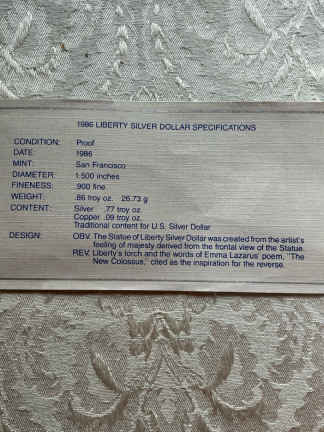 1986 LIBERTY SILVER DOLLAR SPECIFICATIONS
CONDITION: Proof
DATE: 1986
MINT: San Francisco
DIAMETER: 1.500 inches
FINENESS: .900 fine
WEIGHT: .86 troy oz. 26.73 g
CONTENT: Silver .77 troy oz.
Copper .09 troy oz.
Traditional content for U.S. Silver Dollar
DESIGN: OBV. The Statue of Liberty Silver Dollar was created from the artist's
feeling of majesty derived from the frontal view of the Statue.
REV. Liberty's torch and the words of Emma Lazarus' poem, "The
New Colossus," cited as the inspiration for the reverse.